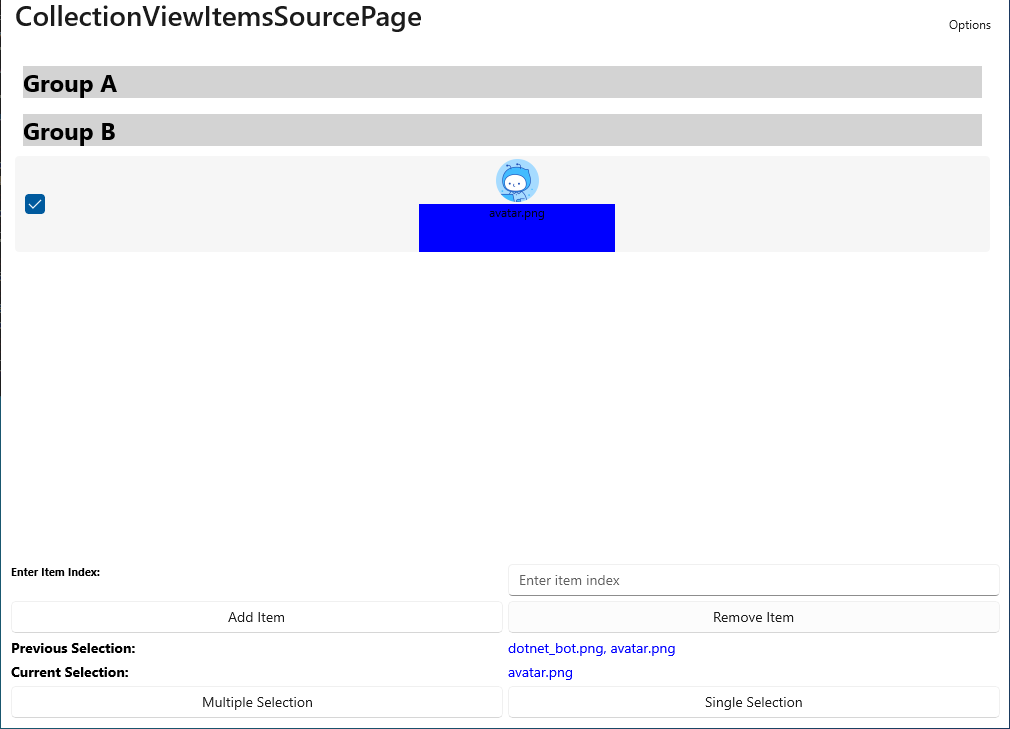 CollectionViewItemsSourcePage
Options
Group A
Group B
avatar.png
Enter Item Index:
Enter item index
Add Item
Remove Item
Previous Selection:
dotnet_bot.png, avatar.png
Current Selection:
avatar.png
Multiple Selection
Single Selection